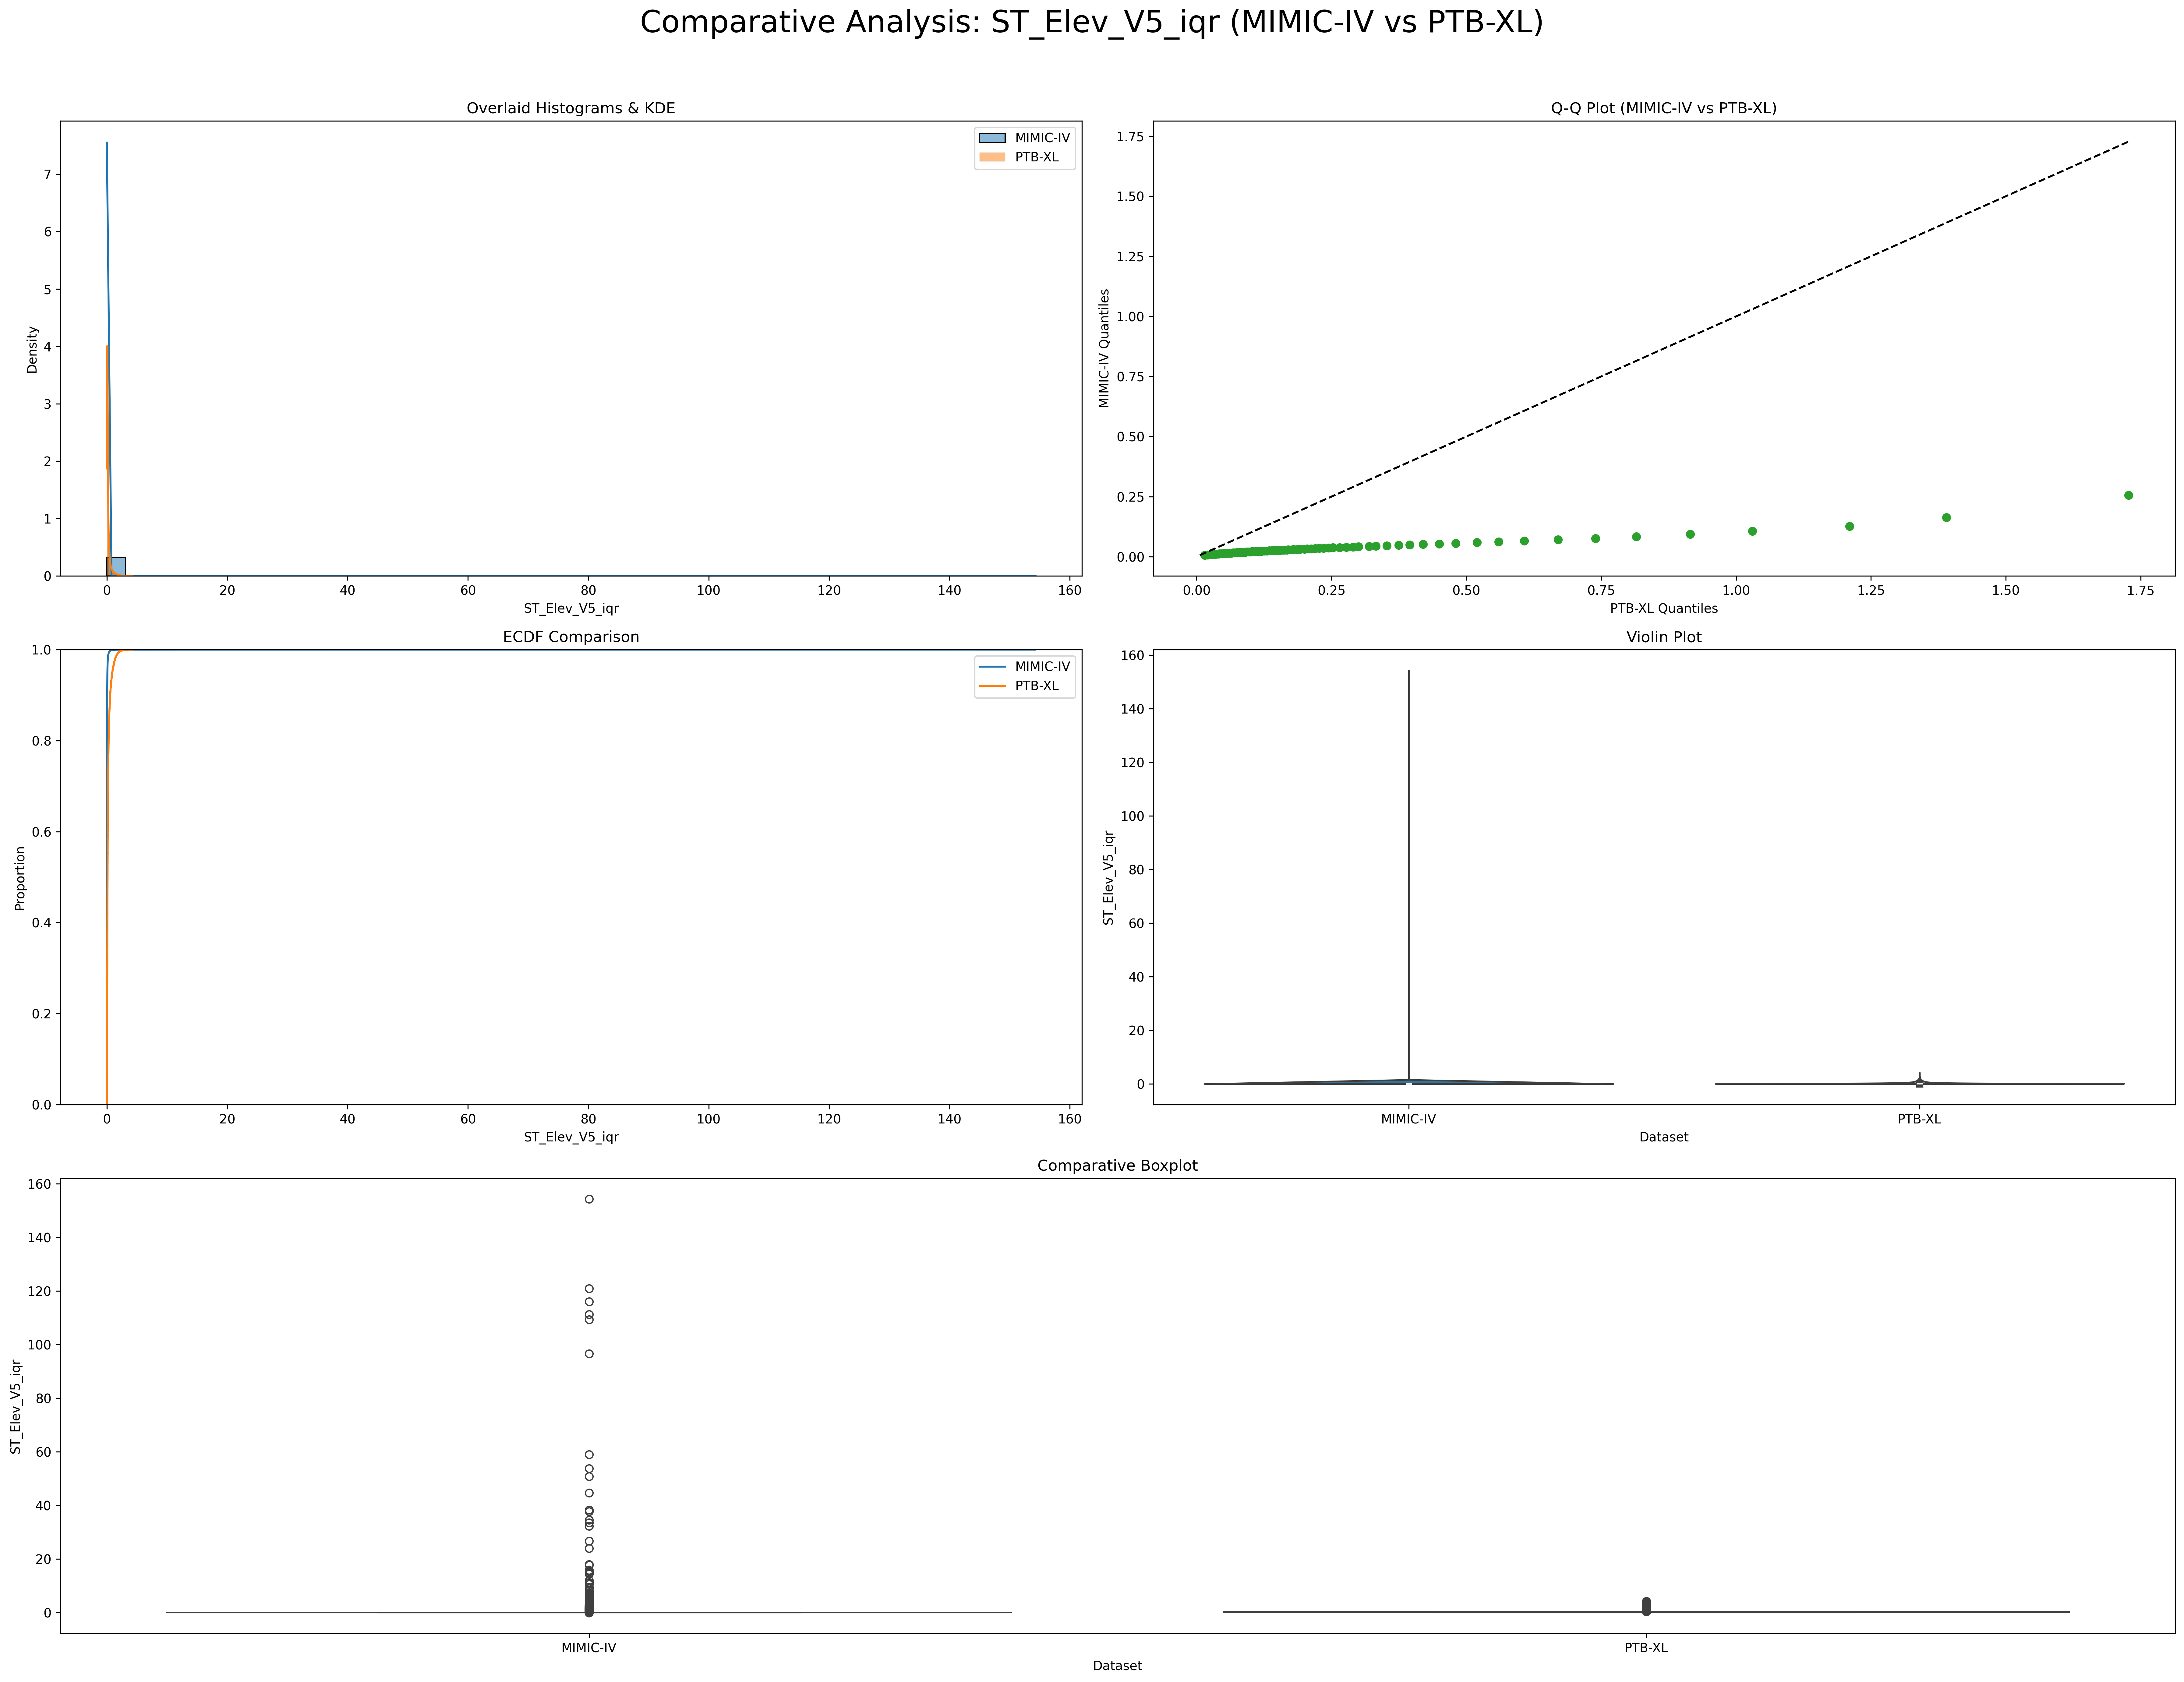 Comparative Analysis: ST_Elev_V5_iqr (MIMIC-IV vs PTB-XL)
Overlaid Histograms & KDE
MIMIC-IV
PTB-XL
Density
7
6
5
4
3
2
1
0
0 20 40 60 80 100 120 140 160
ST_Elev_V5_iqr
Q-Q Plot (MIMIC-IV vs PTB-XL)
MIMIC-IV Quantiles
1.75
1.50
1.25
1.00
0.75
0.50
0.25
0.00
0.00 0.25 0.50 0.75 1.00 1.25 1.50 1.75
PTB-XL Quantiles
ECDF Comparison
MIMIC-IV
PTB-XL
Proportion
1.0
0.8
0.6
0.4
0.2
0.0
0 20 40 60 80 100 120 140 160
ST_Elev_V5_iqr
Violin Plot
ST_Elev_V5_iqr
160
140
120
100
80
60
40
20
0
MIMIC-IV PTB-XL
Dataset
Comparative Boxplot
ST_Elev_V5_iqr
160
140
120
100
80
60
40
20
0
MIMIC-IV PTB-XL
Dataset